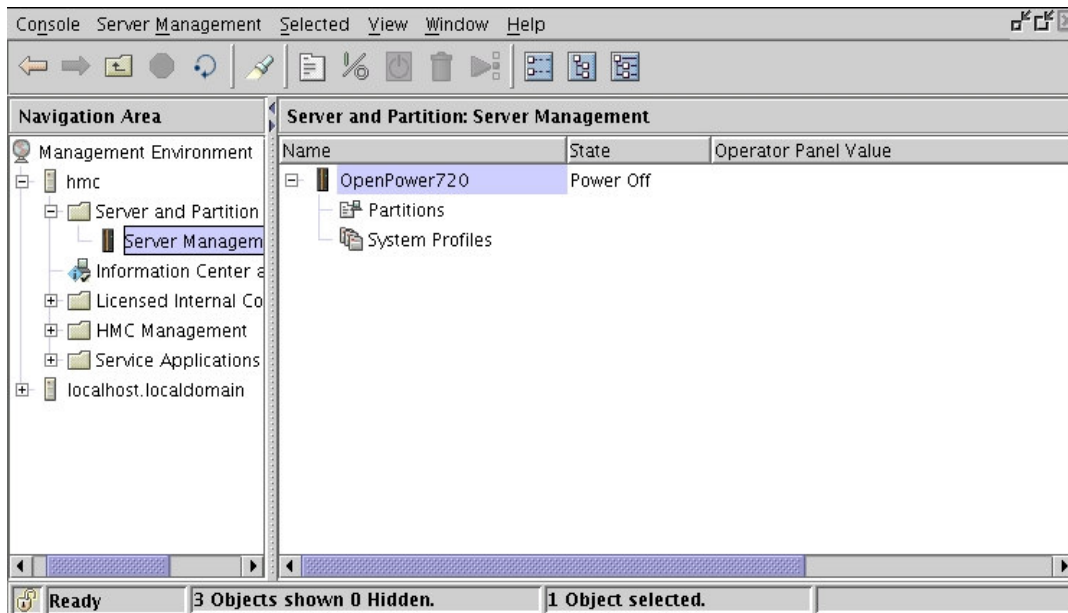 Console Server Management Selected View Window Help
Navigation Area
Management Environment
hmc
Server and Partition
Server Managem
Information Center a
Licensed Internal Co
HMC Management
Service Applications
localhost.localdomain
Server and Partition: Server Management
Name State Operator Panel Value
OpenPower720 Power Off
Partitions
System Profiles
Ready 3 Objects shown 0 Hidden. 1 Object selected.